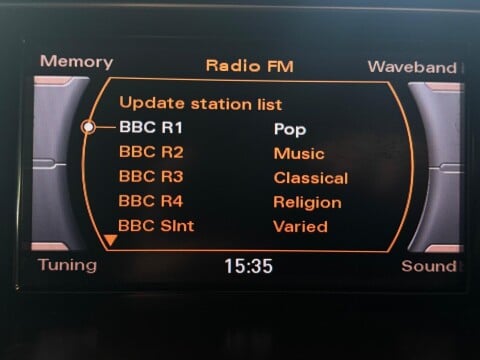 Memory Radio FM Waveband
Update station list
BBC R1 Pop
BBC R2 Music
BBC R3 Classical
BBC R4 Religion
BBC Slnt Varied
Tuning 15:35 Sound